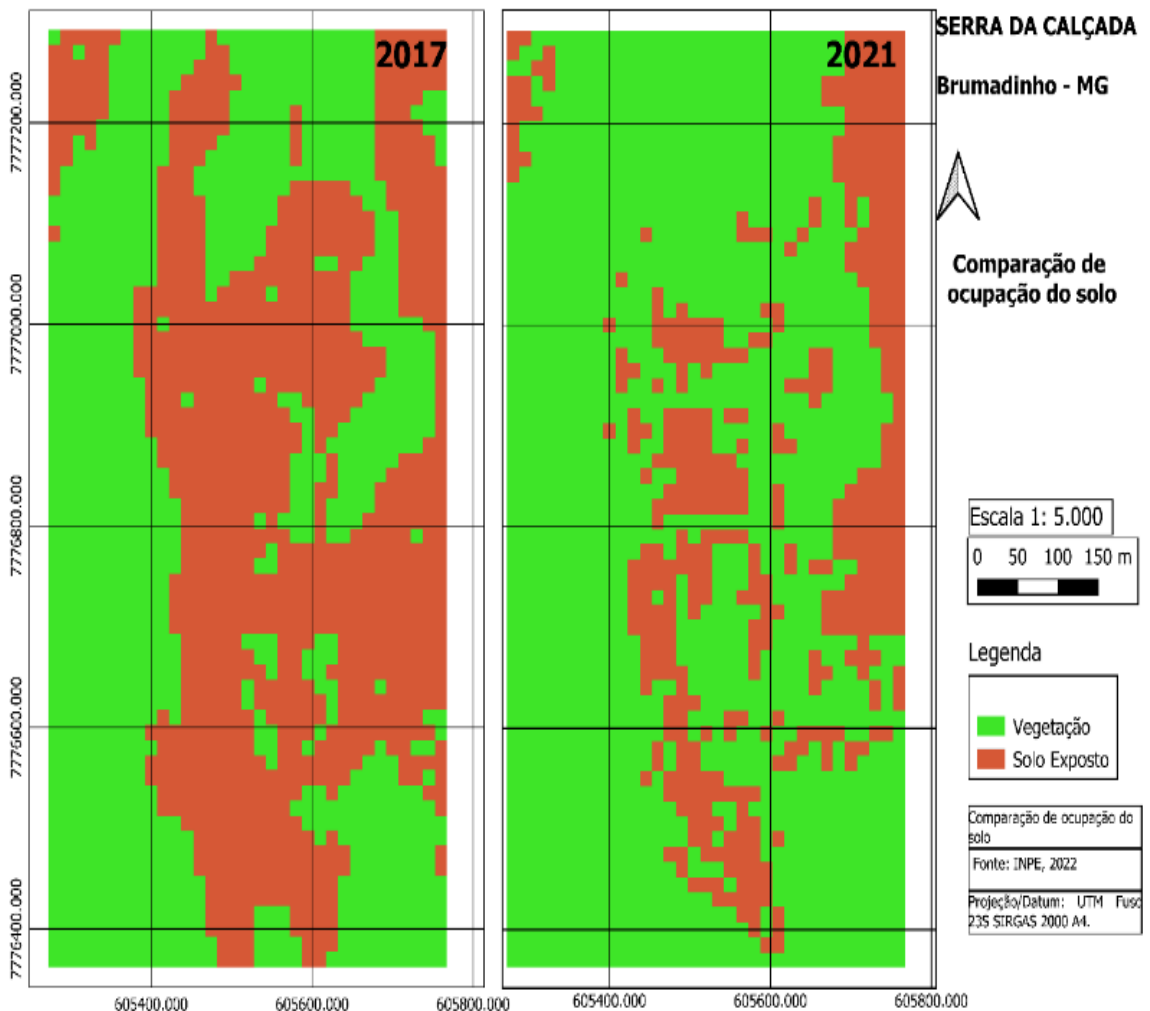 2017
2021
SERRA DA CALÇADA
Brumadinho - MG
Comparação de
ocupação do solo
7777200.000
7777000.000
7776800.000
7776600.000
7776400.000
Escala 1: 5.000
0 50 100 150 m
Legenda
Vegetação
Solo Exposto
Comparação de ocupação do
solo
Fonte: INPE, 2022
Projeção/Datum: UTM Fuso
23S SIRGAS 2000 A4.
605400.000 605600.000 605800.000 605400.000 605600.000 605800.000